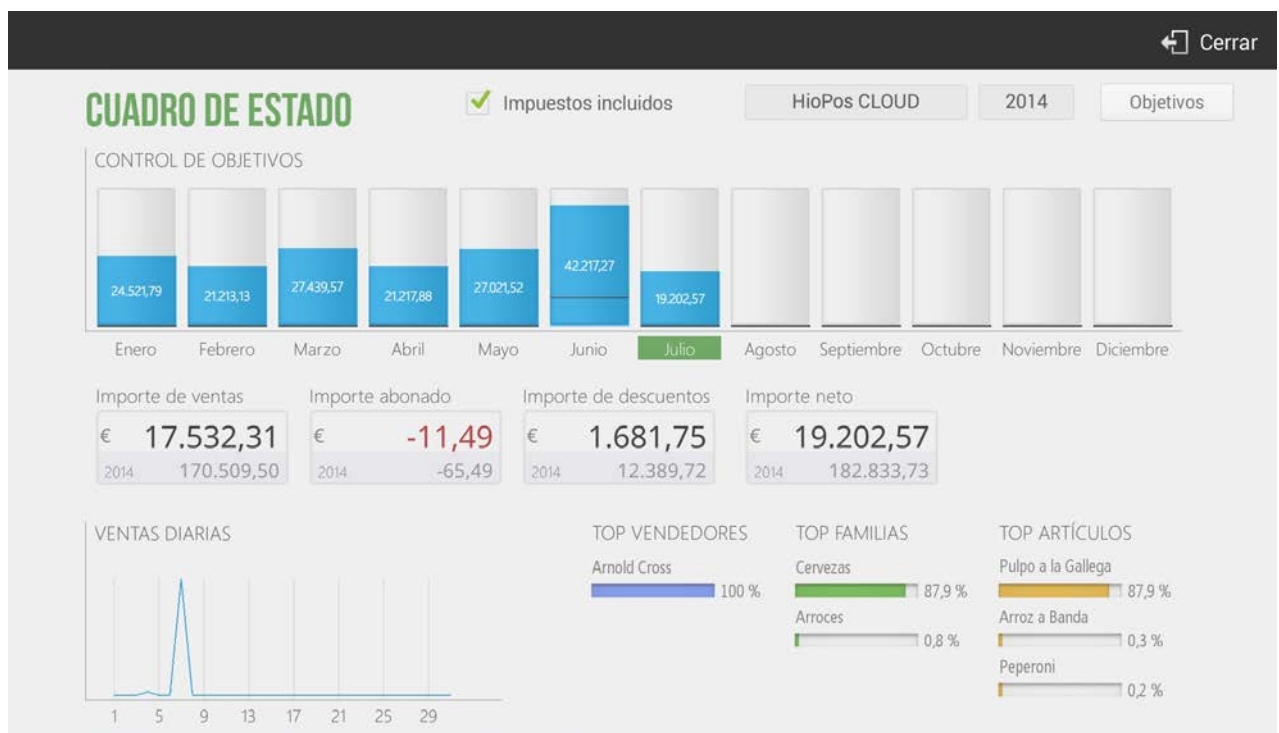 Cerrar
CUADRO DE ESTADO
Impuestos incluidos
HioPos CLOUD
2014
Objetivos
CONTROL DE OBJETIVOS
24.521,79
21.213,13
27.439,57
21.217,88
27.021,52
42.217,27
19.202,57
Enero Febrero Marzo Abril Mayo Junio Julio Agosto Septiembre Octubre Noviembre Diciembre
Importe de ventas
€ 17.532,31
2014 170.509,50
Importe abonado
€ -11,49
2014 -65,49
Importe de descuentos
€ 1.681,75
2014 12.389,72
Importe neto
€ 19.202,57
2014 182.833,73
VENTAS DIARIAS
1 5 9 13 17 21 25 29
TOP VENDEDORES
Arnold Cross
100 %
TOP FAMILIAS
Cervezas
87,9 %
Arroces
0,8 %
TOP ARTÍCULOS
Pulpo a la Gallega
87,9 %
Arroz a Banda
0,3 %
Peperoni
0,2 %